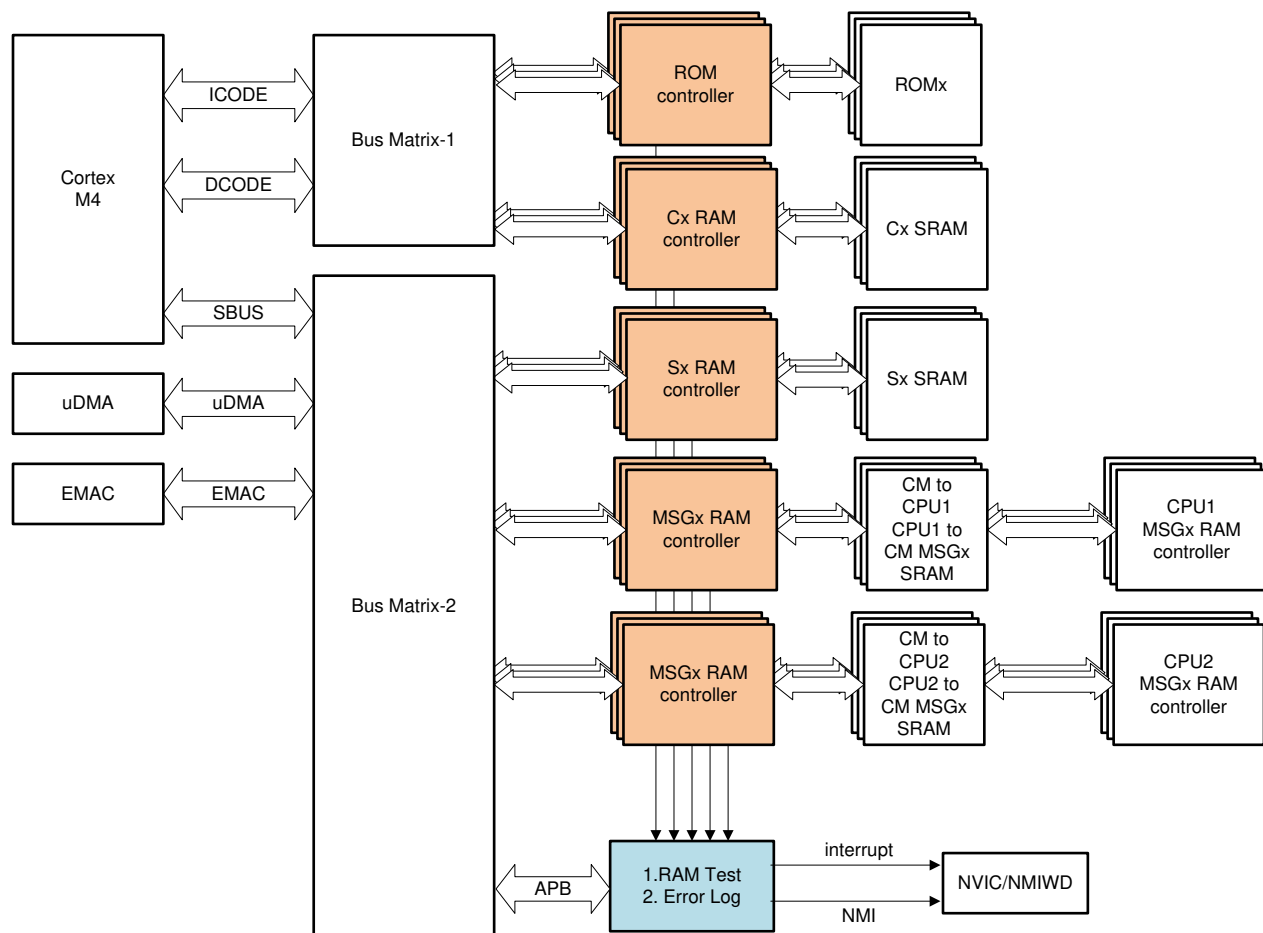 Cortex
M4
ICODE
DCODE
SBUS
uDMA
uDMA
EMAC
EMAC
Bus Matrix-1
Bus Matrix-2
ROM
controller
ROMx
Cx RAM
controller
Cx SRAM
Sx RAM
controller
Sx SRAM
MSGx RAM
controller
CM to
CPU1
CPU1 to
CM MSGx
SRAM
CPU1
MSGx RAM
controller
MSGx RAM
controller
CM to
CPU2
CPU2 to
CM MSGx
SRAM
CPU2
MSGx RAM
controller
APB
1.RAM Test
2. Error Log
interrupt
NMI
NVIC/NMIWD